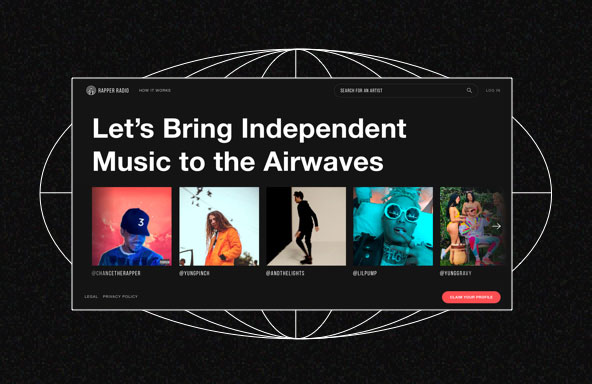 RAPPER RADIO
HOW IT WORKS
SEARCH FOR AN ARTIST
LOG IN
Let's Bring Independent
Music to the Airwaves
3
@CHANCETHERAPPER
@YUNGPINCH
@ANDTHELIGHTS
@LILPUMP
@YUNGGRAVY
LEGAL
PRIVACY POLICY
CLAIM YOUR PROFILE